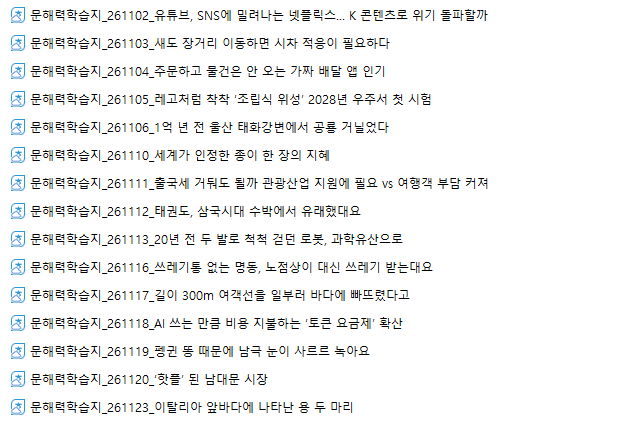 문해력학습지_261102_유튜브, SNS에 밀려나는 넷플릭스... K 콘텐츠로 위기 돌파할까
문해력학습지_261103_새도 장거리 이동하면 시차 적응이 필요하다
문해력학습지_261104_주문하고 물건은 안 오는 가짜 배달 앱 인기
문해력학습지_261105_레고처럼 착착 ‘조립식 위성’ 2028년 우주서 첫 시험
문해력학습지_261106_1억 년 전 울산 태화강변에서 공룡 거닐었다
문해력학습지_261110_세계가 인정한 종이 한 장의 지혜
문해력학습지_261111_출국세 거둬도 될까 관광산업 지원에 필요 vs 여행객 부담 커져
문해력학습지_261112_태권도, 삼국시대 수박에서 유래했대요
문해력학습지_261113_20년 전 두 발로 척척 걷던 로봇, 과학유산으로
문해력학습지_261116_쓰레기통 없는 명동, 노점상이 대신 쓰레기 받는대요
문해력학습지_261117_길이 300m 여객선을 일부러 바다에 빠뜨렸다고
문해력학습지_261118_AI 쓰는 만큼 비용 지불하는 ‘토큰 요금제’ 확산
문해력학습지_261119_펭귄 똥 때문에 남극 눈이 사르르 녹아요
문해력학습지_261120_‘핫플’ 된 남대문 시장
문해력학습지_261123_이탈리아 앞바다에 나타난 용 두 마리